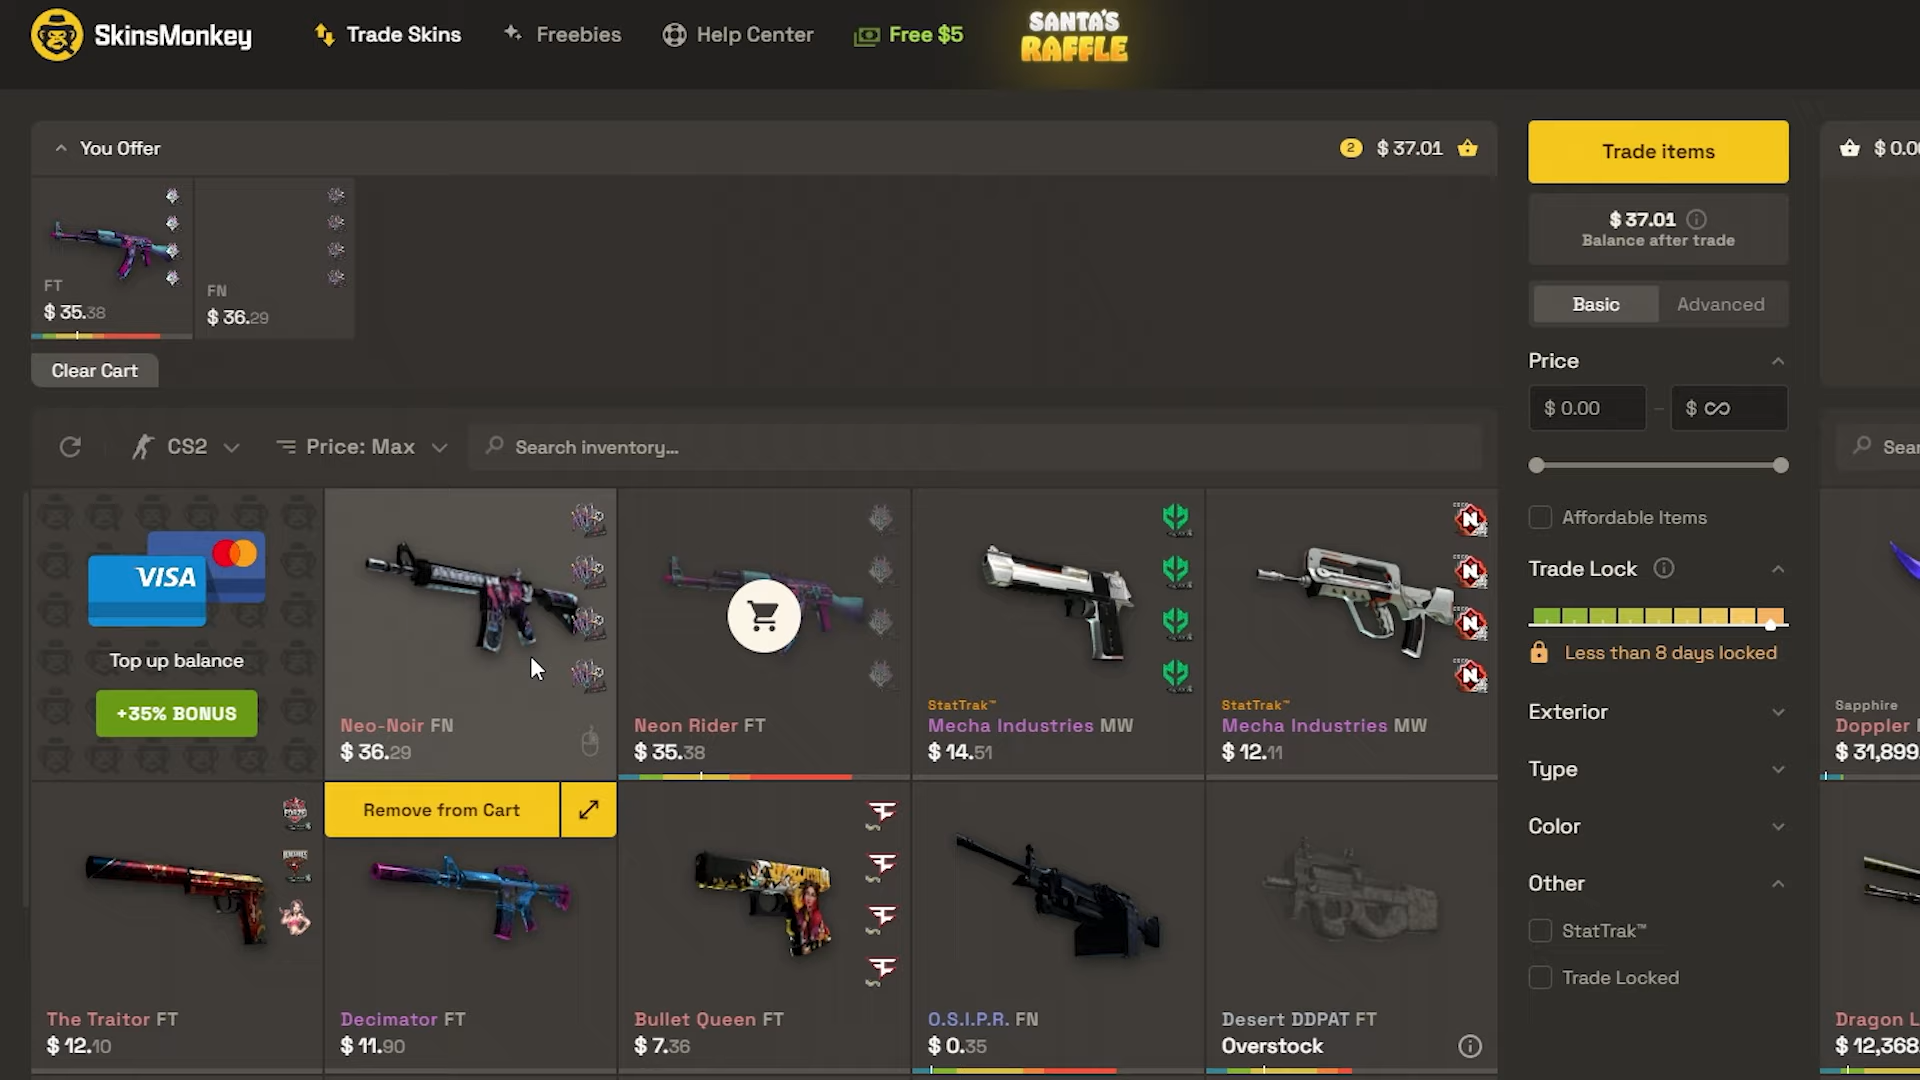 SkinsMonkey
Trade Skins
Freebies
Help Center
Free $5
SANTA'S
RAFFLE
You Offer
2
$ 37.01
FT
$ 35.38
FN
$ 36.29
Clear Cart
Trade items
$ 37.01
Balance after trade
Basic
Advanced
$ 0.00
Price
$ 0.00
–
$ ∞
Affordable Items
Trade Lock
Less than 8 days locked
Exterior
Type
Color
Other
StatTrak™
Trade Locked
CS2
Price: Max
Search inventory...
VISA
Top up balance
+35% BONUS
Neo-Noir FN
$ 36.29
Neon Rider FT
$ 35.38
StatTrak™
Mecha Industries MW
$ 14.51
N
N
N
N
StatTrak™
Mecha Industries MW
$ 12.11
Remove from Cart
The Traitor FT
$ 12.10
Decimator FT
$ 11.90
Bullet Queen FT
$ 7.36
O.S.I.P.R. FN
$ 0.35
Desert DDPAT FT
Overstock
Sear
Sapphire
Doppler
$ 31,899.
Dragon L
$ 12,368.